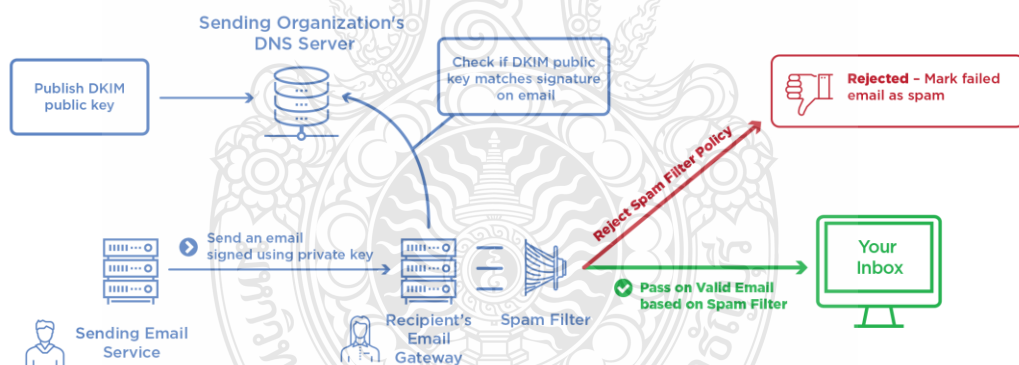 Sending Organization's
DNS Server
Publish DKIM
public key
Check if DKIM public
key matches signature
on email
Rejected – Mark failed
email as spam
Reject Spam Filter Policy
Send an email
signed using private key
Your
Inbox
Pass on Valid Email
based on Spam Filter
Sending Email
Service
Recipient's
Email
Gateway
Spam Filter